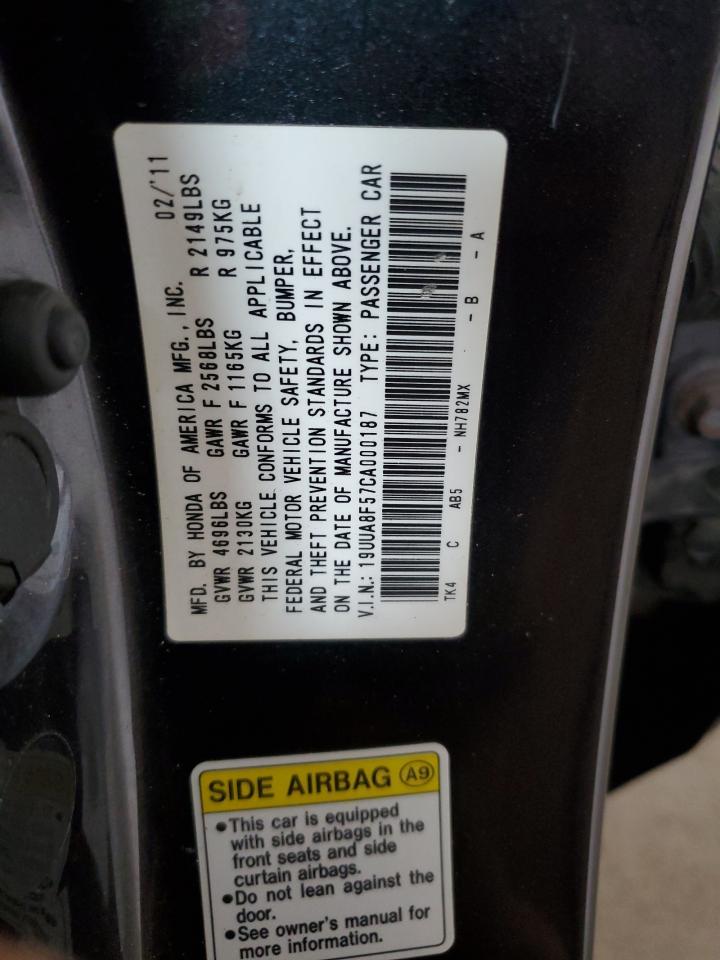 MFD. BY HONDA OF AMERICA MFG., INC. 02/'11
GVWR 4696LBS GAWR F 2568LBS R 2149LBS
GVWR 2130KG GAWR F 1165KG R 975KG
THIS VEHICLE CONFORMS TO ALL APPLICABLE
FEDERAL MOTOR VEHICLE SAFETY, BUMPER,
AND THEFT PREVENTION STANDARDS IN EFFECT
ON THE DATE OF MANUFACTURE SHOWN ABOVE.
V.I.N.: 19UUA8F57CA000187 TYPE: PASSENGER CAR
TK4 C AB5 - NH782MX - B - A
SIDE AIRBAG A9
●This car is equipped
with side airbags in the
front seats and side
curtain airbags.
●Do not lean against the
door.
●See owner's manual for
more information.